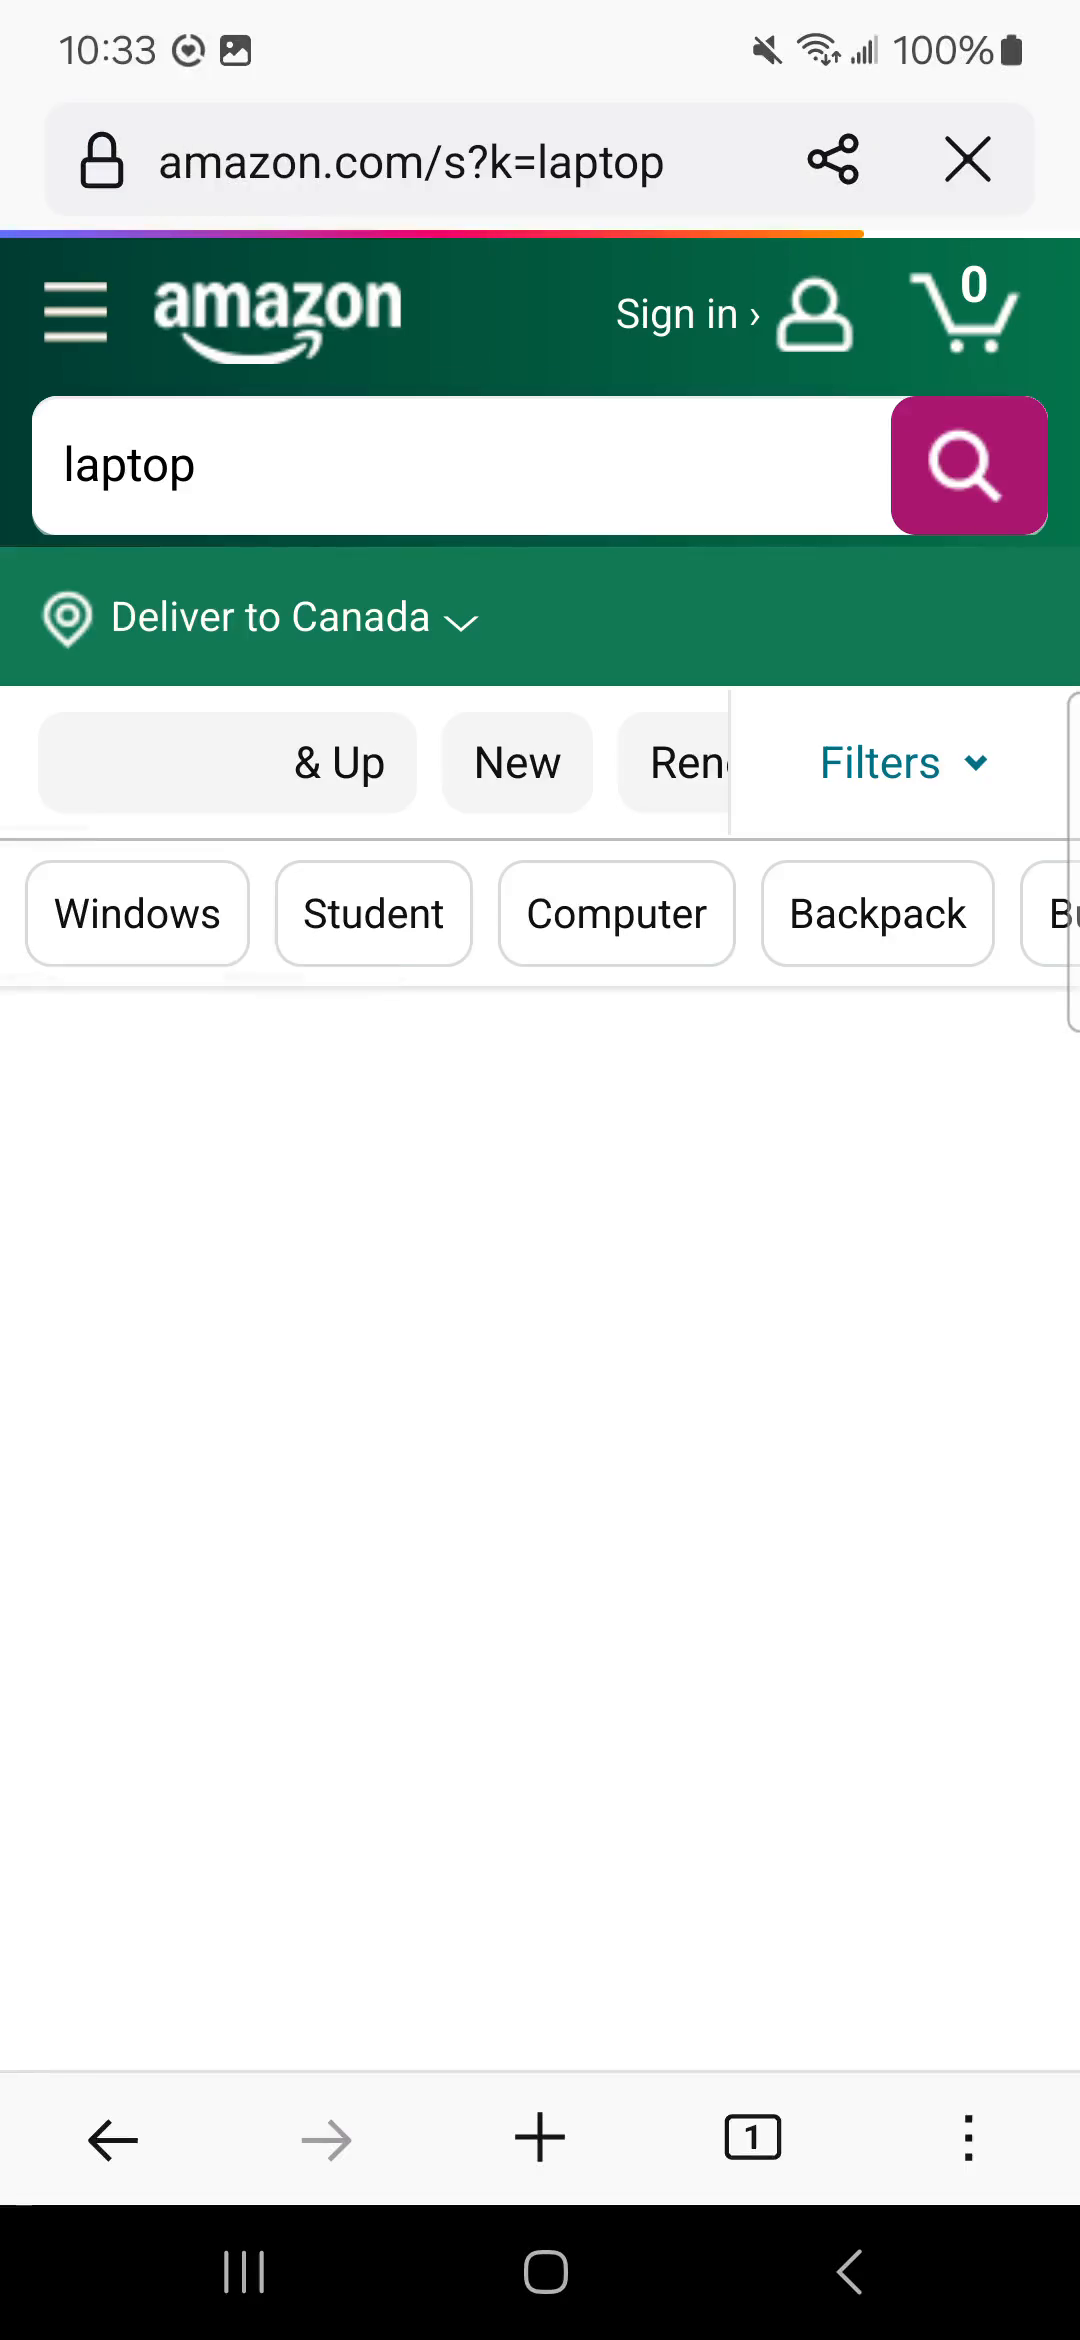 10:33 100%
amazon.com/s?k=laptop
amazon Sign in › 0
laptop
Deliver to Canada
& Up New Ren Filters
Windows Student Computer Backpack B
1